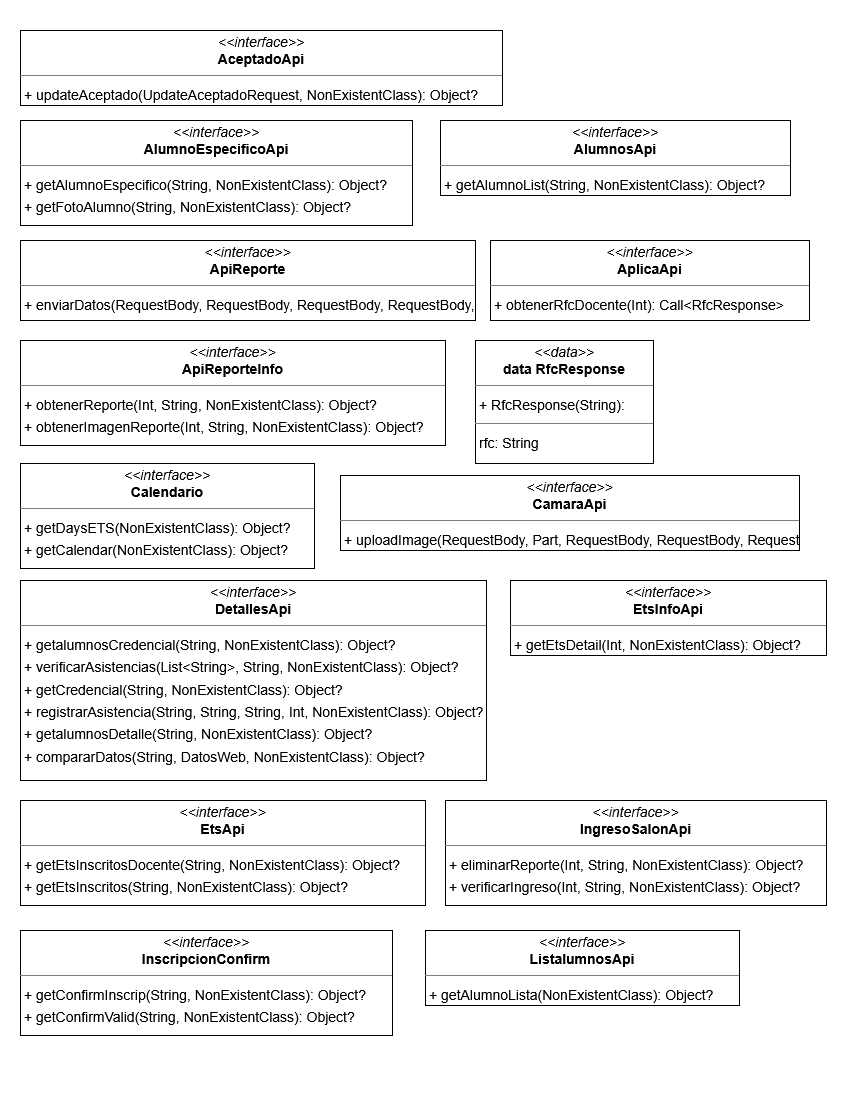 <<interface>>
AceptadoApi
+ updateAceptado(UpdateAceptadoRequest, NonExistentClass): Object?
<<interface>>
AlumnoEspecificoApi
+ getAlumnoEspecifico(String, NonExistentClass): Object?
+ getFotoAlumno(String, NonExistentClass): Object?
<<interface>>
AlumnosApi
+ getAlumnoList(String, NonExistentClass): Object?
<<interface>>
ApiReporte
+ enviarDatos(RequestBody, RequestBody, RequestBody, RequestBody,
<<interface>>
AplicaApi
+ obtenerRfcDocente(Int): Call<RfcResponse>
<<interface>>
ApiReporteInfo
+ obtenerReporte(Int, String, NonExistentClass): Object?
+ obtenerImagenReporte(Int, String, NonExistentClass): Object?
<<data>>
data RfcResponse
+ RfcResponse(String):
rfc: String
<<interface>>
Calendario
+ getDaysETS(NonExistentClass): Object?
+ getCalendar(NonExistentClass): Object?
<<interface>>
CamaraApi
+ uploadImage(RequestBody, Part, RequestBody, RequestBody, Request
<<interface>>
DetallesApi
+ getalumnosCredencial(String, NonExistentClass): Object?
+ verificarAsistencias(List<String>, String, NonExistentClass): Object?
+ getCredencial(String, NonExistentClass): Object?
+ registrarAsistencia(String, String, String, Int, NonExistentClass): Object?
+ getalumnosDetalle(String, NonExistentClass): Object?
+ compararDatos(String, DatosWeb, NonExistentClass): Object?
<<interface>>
EtsInfoApi
+ getEtsDetail(Int, NonExistentClass): Object?
<<interface>>
EtsApi
+ getEtsInscritosDocente(String, NonExistentClass): Object?
+ getEtsInscritos(String, NonExistentClass): Object?
<<interface>>
IngresoSalonApi
+ eliminarReporte(Int, String, NonExistentClass): Object?
+ verificarIngreso(Int, String, NonExistentClass): Object?
<<interface>>
InscripcionConfirm
+ getConfirmInscrip(String, NonExistentClass): Object?
+ getConfirmValid(String, NonExistentClass): Object?
<<interface>>
ListalumnosApi
+ getAlumnoLista(NonExistentClass): Object?